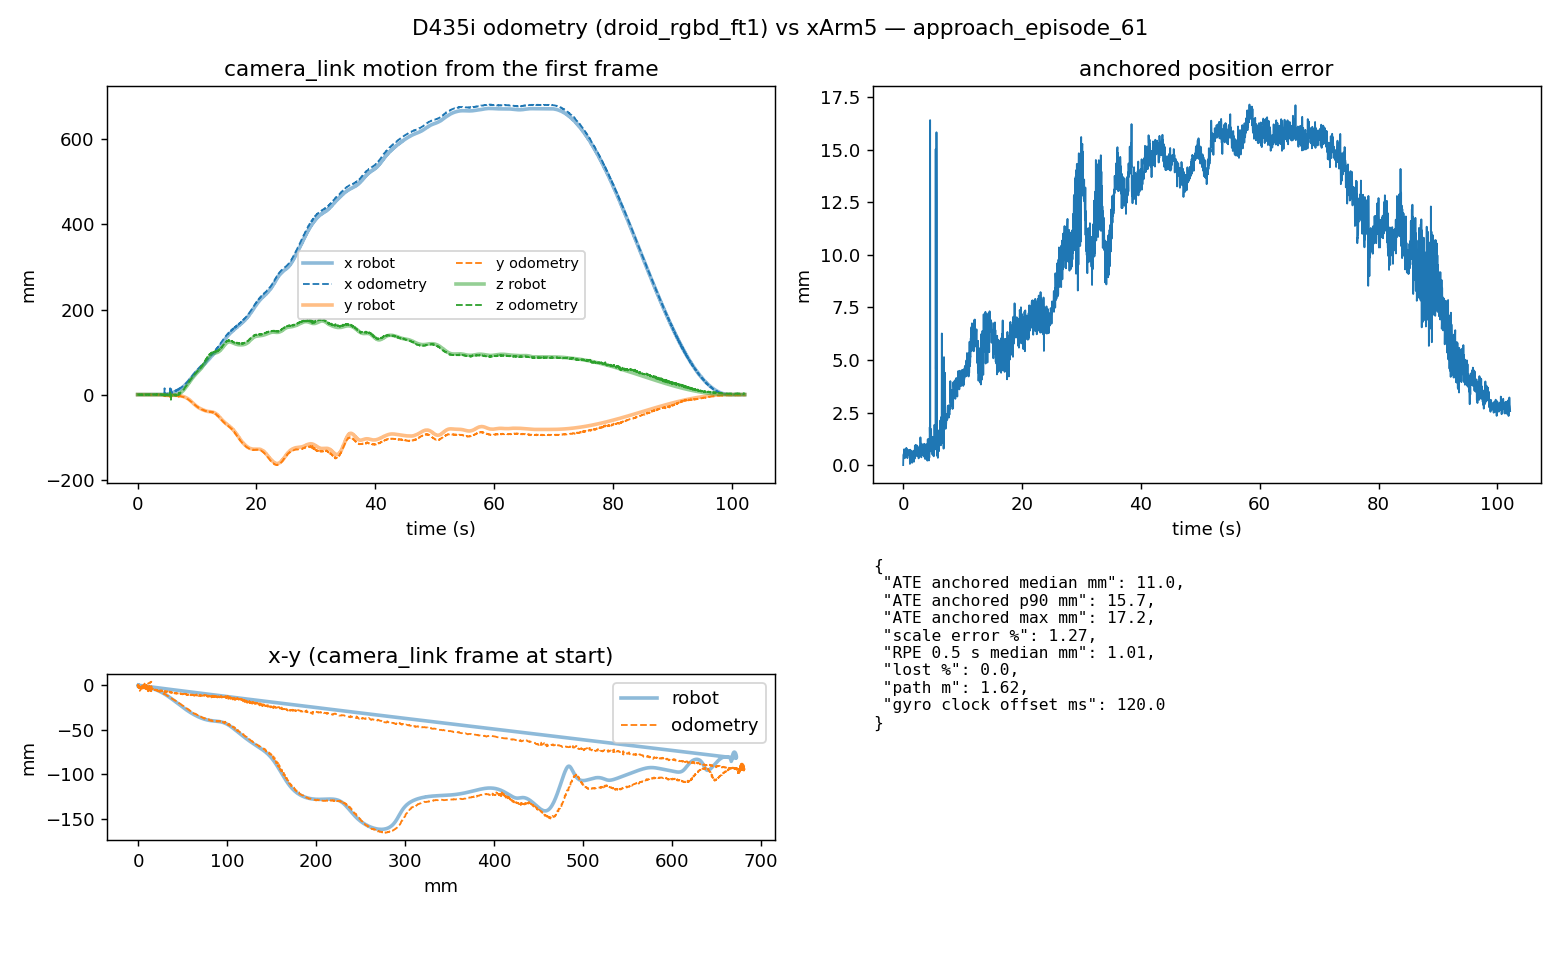 D435i odometry (droid_rgbd_ft1) vs xArm5 — approach_episode_61
camera_link motion from the first frame
mm
600
400
200
0
−200
x robot
x odometry
y robot
y odometry
z robot
z odometry
0 20 40 60 80 100
time (s)
anchored position error
mm
17.5
15.0
12.5
10.0
7.5
5.0
2.5
0.0
0 20 40 60 80 100
time (s)
x-y (camera_link frame at start)
mm
0
−50
−100
−150
robot
odometry
0 100 200 300 400 500 600 700
mm
{
"ATE anchored median mm": 11.0,
"ATE anchored p90 mm": 15.7,
"ATE anchored max mm": 17.2,
"scale error %": 1.27,
"RPE 0.5 s median mm": 1.01,
"lost %": 0.0,
"path m": 1.62,
"gyro clock offset ms": 120.0
}